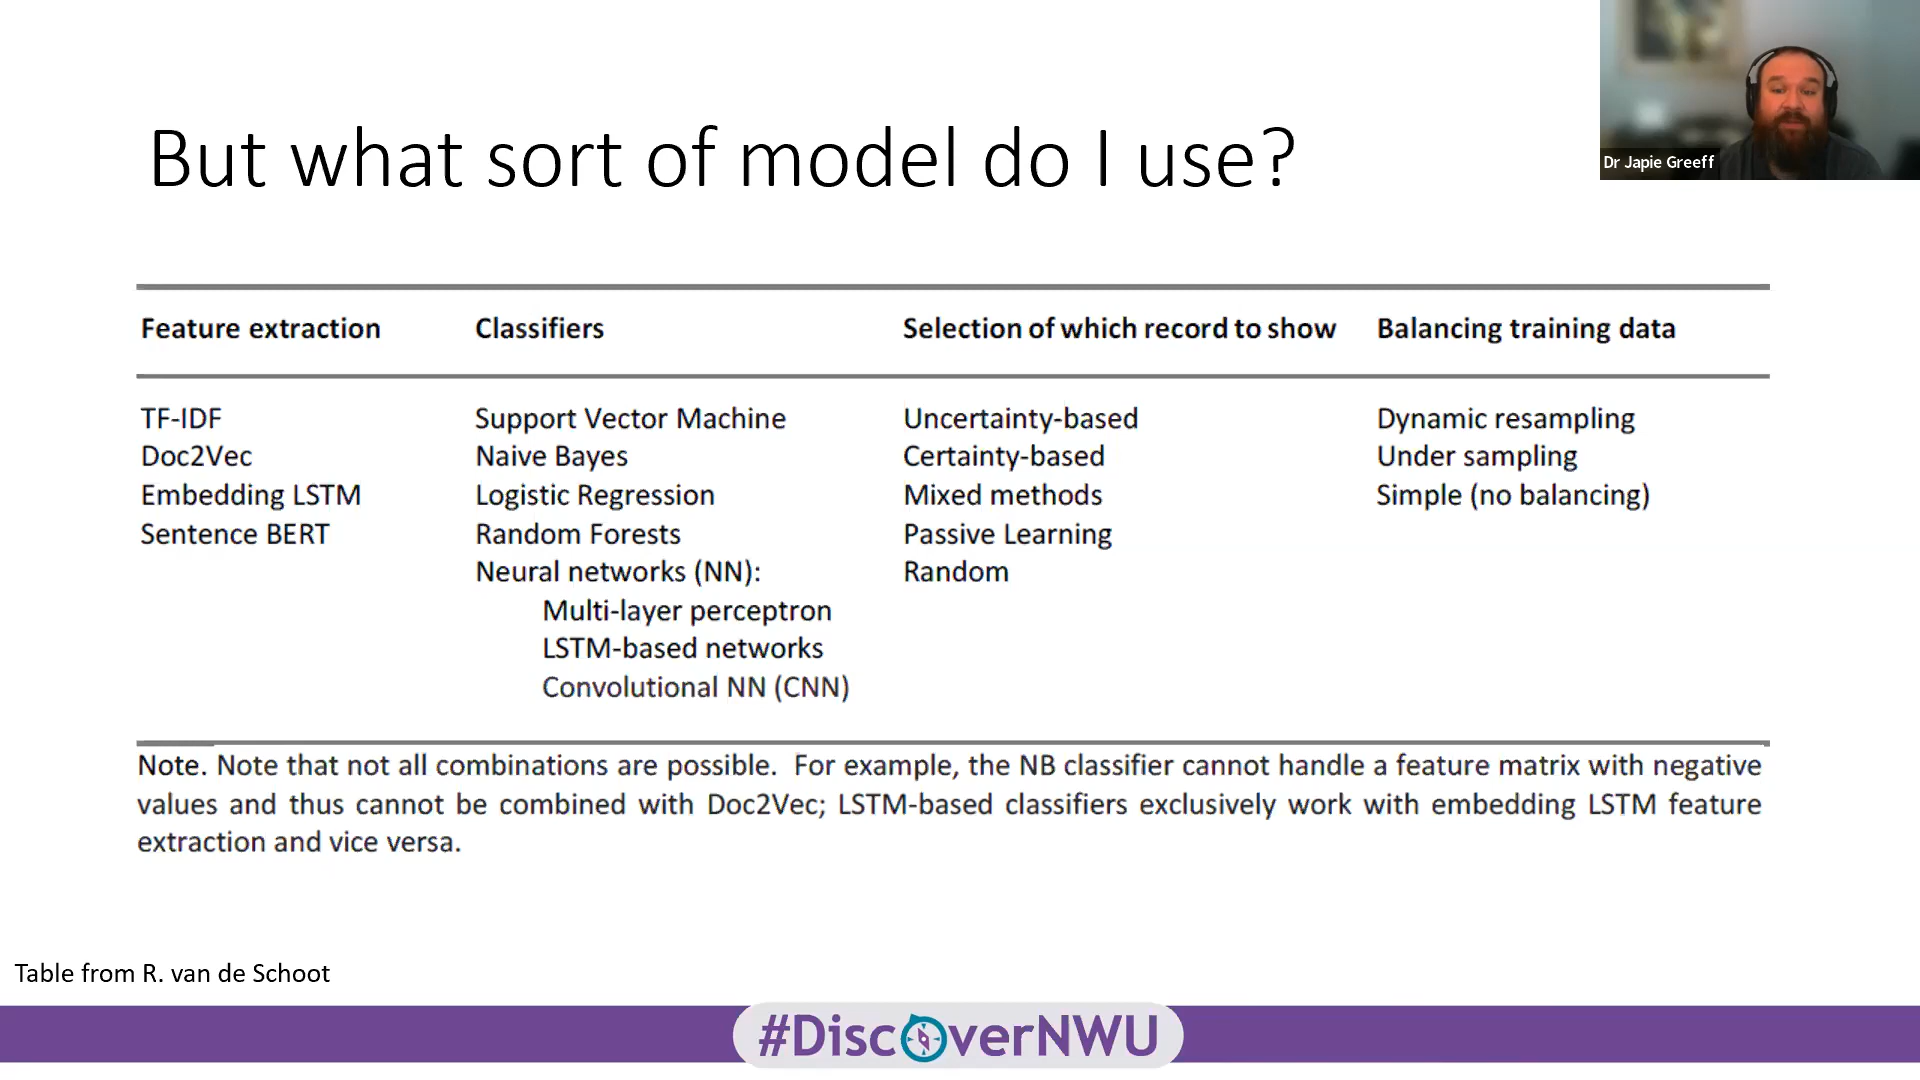 Dr Japie Greeff
But what sort of model do I use?
Feature extraction Classifiers Selection of which record to show Balancing training data
TF-IDF Support Vector Machine Uncertainty-based Dynamic resampling
Doc2Vec Naive Bayes Certainty-based Under sampling
Embedding LSTM Logistic Regression Mixed methods Simple (no balancing)
Sentence BERT Random Forests Passive Learning
Neural networks (NN): Random
Multi-layer perceptron
LSTM-based networks
Convolutional NN (CNN)
Note. Note that not all combinations are possible. For example, the NB classifier cannot handle a feature matrix with negative
values and thus cannot be combined with Doc2Vec; LSTM-based classifiers exclusively work with embedding LSTM feature
extraction and vice versa.
Table from R. van de Schoot
#DiscoverNWU